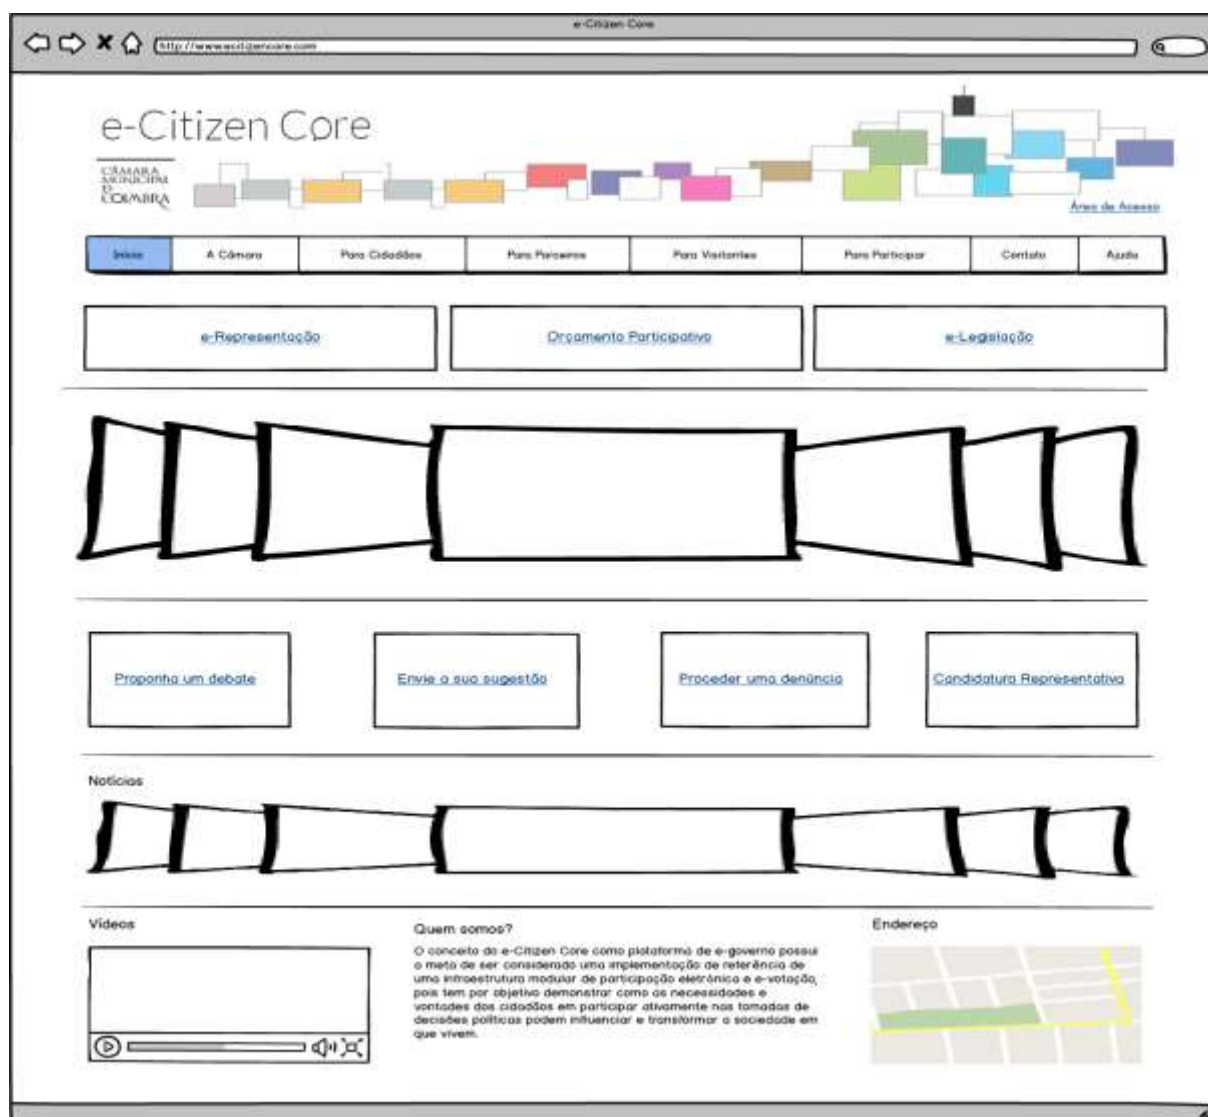 e-Citizen Core
http://www.ecitizencore.com
e-Citizen Core
CÂMARA
MUNICIPAL
D
COIMBRA
Área de Acesso
Início A Câmara Para Cidadãos Para Parceiros Para Visitantes Para Participar Contato Ajuda
e-Representação Orçamento Participativo e-Legislação
Proponha um debate Envie a sua sugestão Proceder uma denúncia Candidatura Representativa
Notícias
Vídeos
Quem somos?
O conceito do e-Citizen Core como plataforma de e-governo possui
a meta de ser considerado uma implementação de referência de
uma infraestrutura modular de participação eletrônica e e-votação,
pois tem por objetivo demonstrar como as necessidades e
vontades dos cidadãos em participar ativamente nas tomadas de
decisões políticas podem influenciar e transformar a sociedade em
que vivem.
Endereço